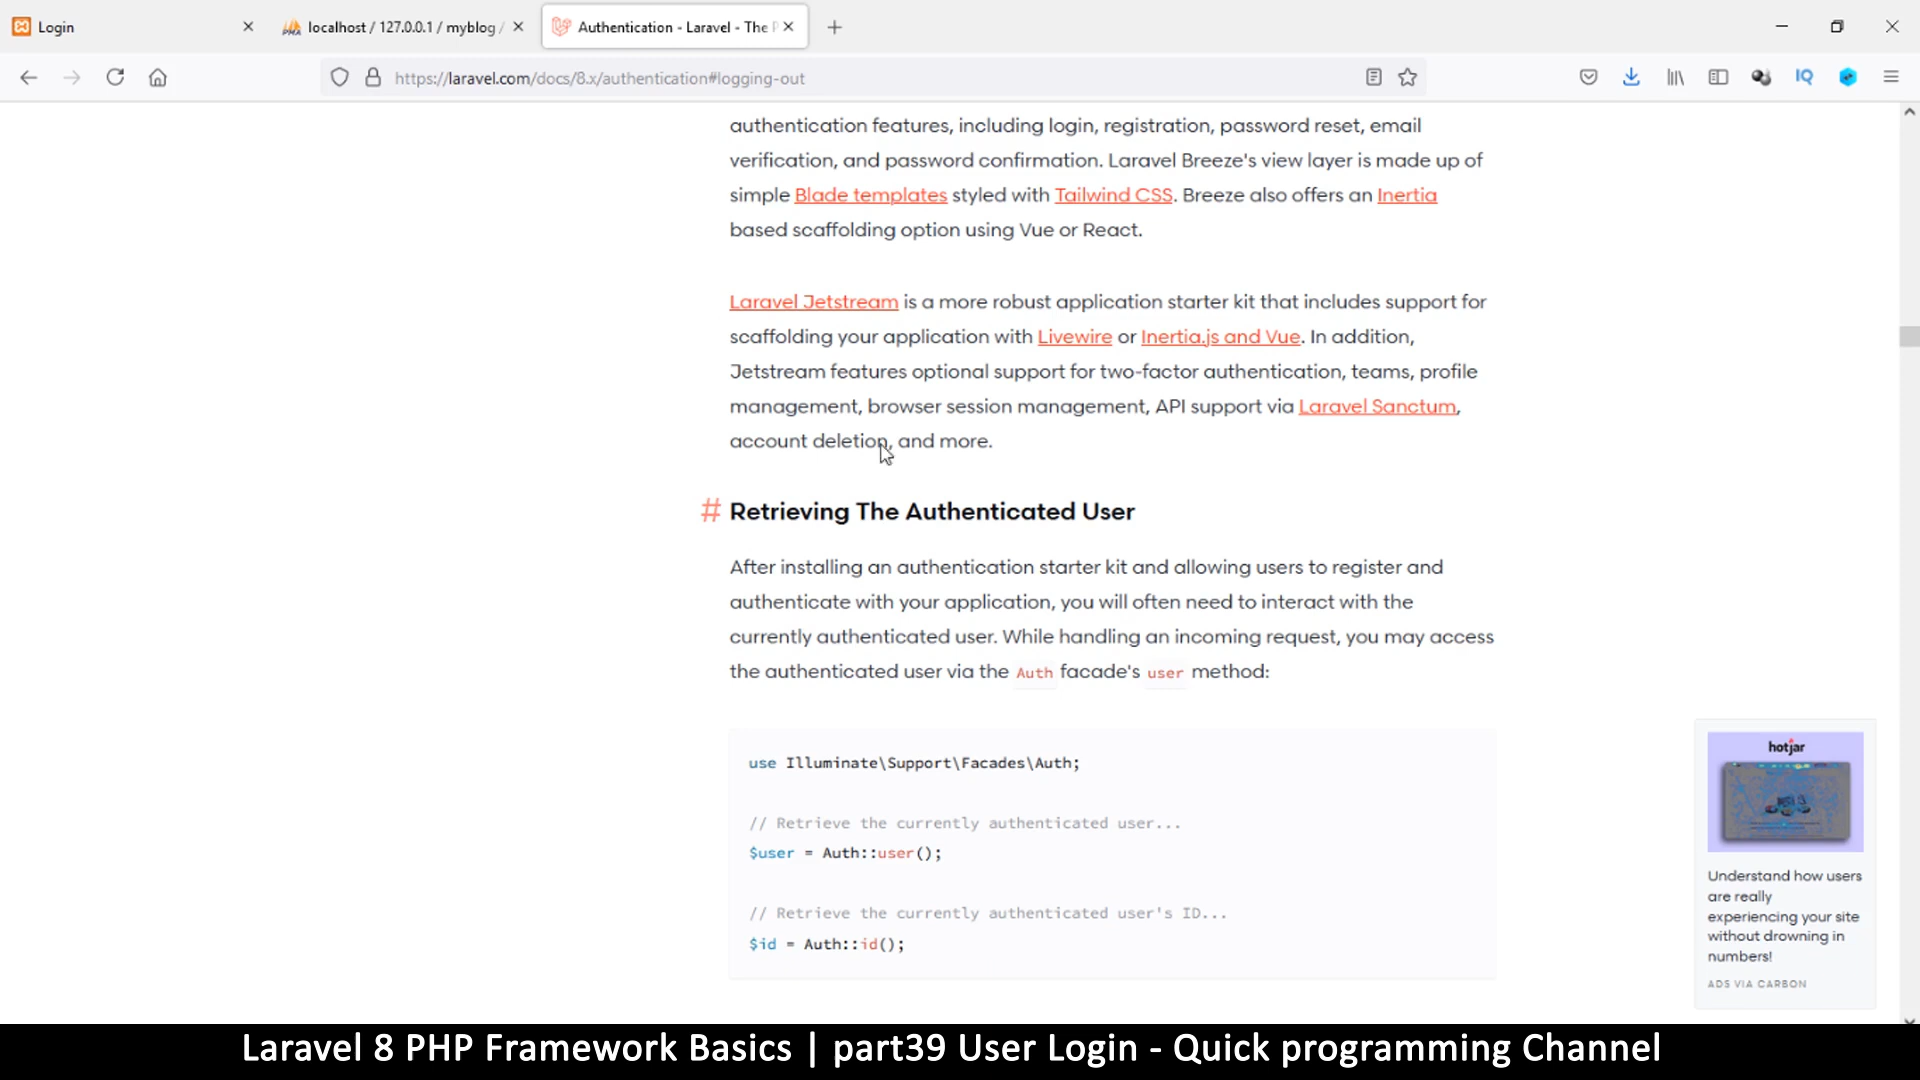 Login
localhost / 127.0.0.1 / myblog /
Authentication - Laravel - The P
https://laravel.com/docs/8.x/authentication#logging-out
IQ
authentication features, including login, registration, password reset, email
verification, and password confirmation. Laravel Breeze's view layer is made up of
simple Blade templates styled with Tailwind CSS. Breeze also offers an Inertia
based scaffolding option using Vue or React.
Laravel Jetstream is a more robust application starter kit that includes support for
scaffolding your application with Livewire or Inertia.js and Vue. In addition,
Jetstream features optional support for two-factor authentication, teams, profile
management, browser session management, API support via Laravel Sanctum,
account deletion, and more.
# Retrieving The Authenticated User
After installing an authentication starter kit and allowing users to register and
authenticate with your application, you will often need to interact with the
currently authenticated user. While handling an incoming request, you may access
the authenticated user via the Auth facade's user method:
use Illuminate\Support\Facades\Auth;
// Retrieve the currently authenticated user...
$user = Auth::user();
// Retrieve the currently authenticated user's ID...
$id = Auth::id();
hotjar
Understand how users
are really
experiencing your site
without drowning in
numbers!
ADS VIA CARBON
Laravel 8 PHP Framework Basics | part39 User Login - Quick programming Channel